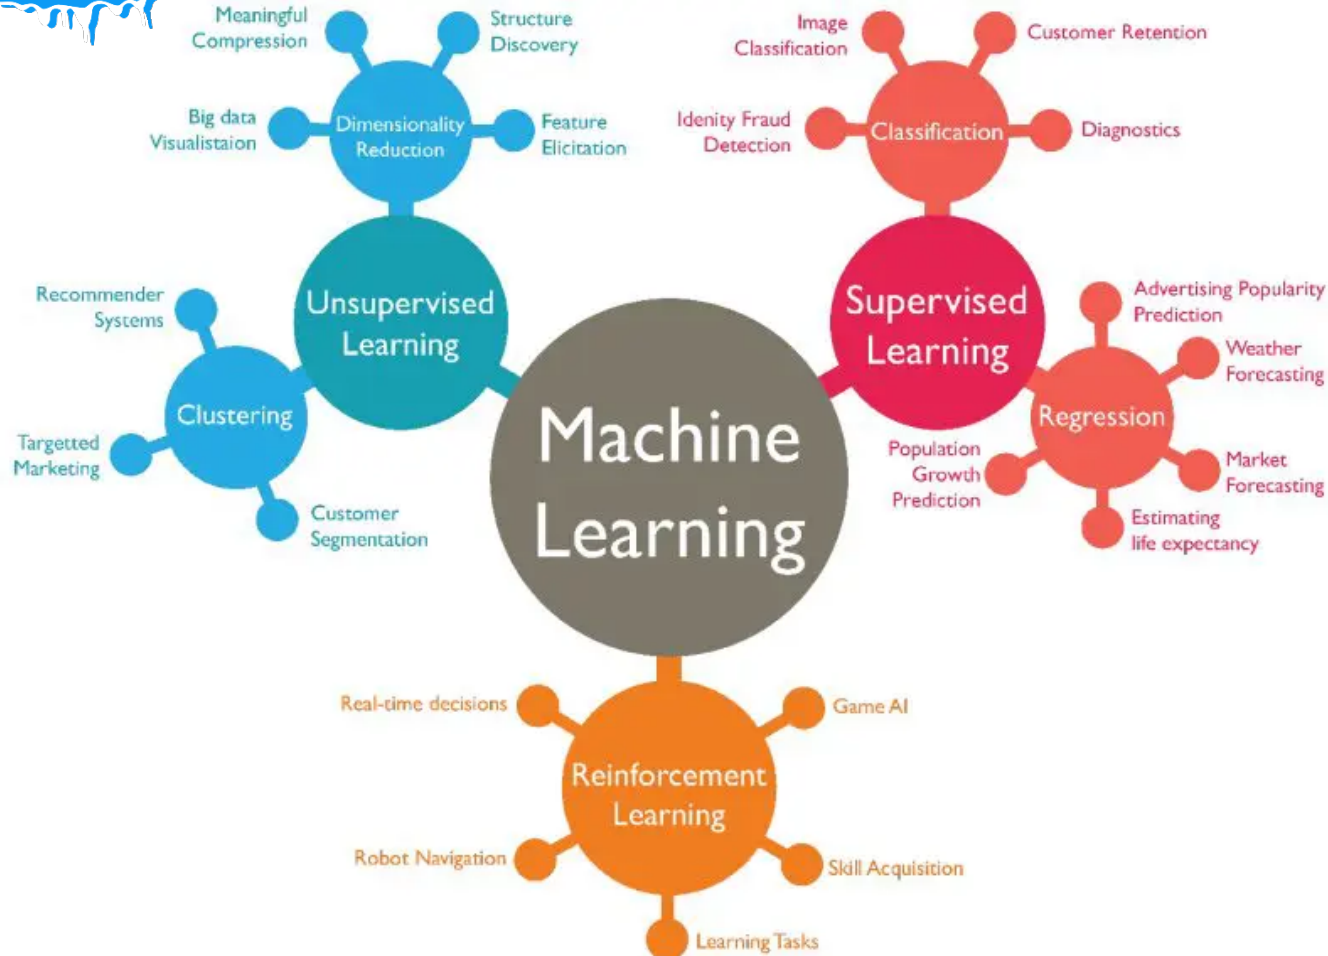 Meaningful
Compression
Structure
Discovery
Big data
Visualistaion
Dimensionality
Reduction
Feature
Elicitation
Image
Classification
Customer Retention
Idenity Fraud
Detection
Classification
Diagnostics
Unsupervised
Learning
Recommender
Systems
Clustering
Targetted
Marketing
Customer
Segmentation
Machine
Learning
Supervised
Learning
Advertising Popularity
Prediction
Weather
Forecasting
Regression
Population
Growth
Prediction
Market
Forecasting
Estimating
life expectancy
Real-time decisions
Game AI
Reinforcement
Learning
Robot Navigation
Skill Acquisition
Learning Tasks